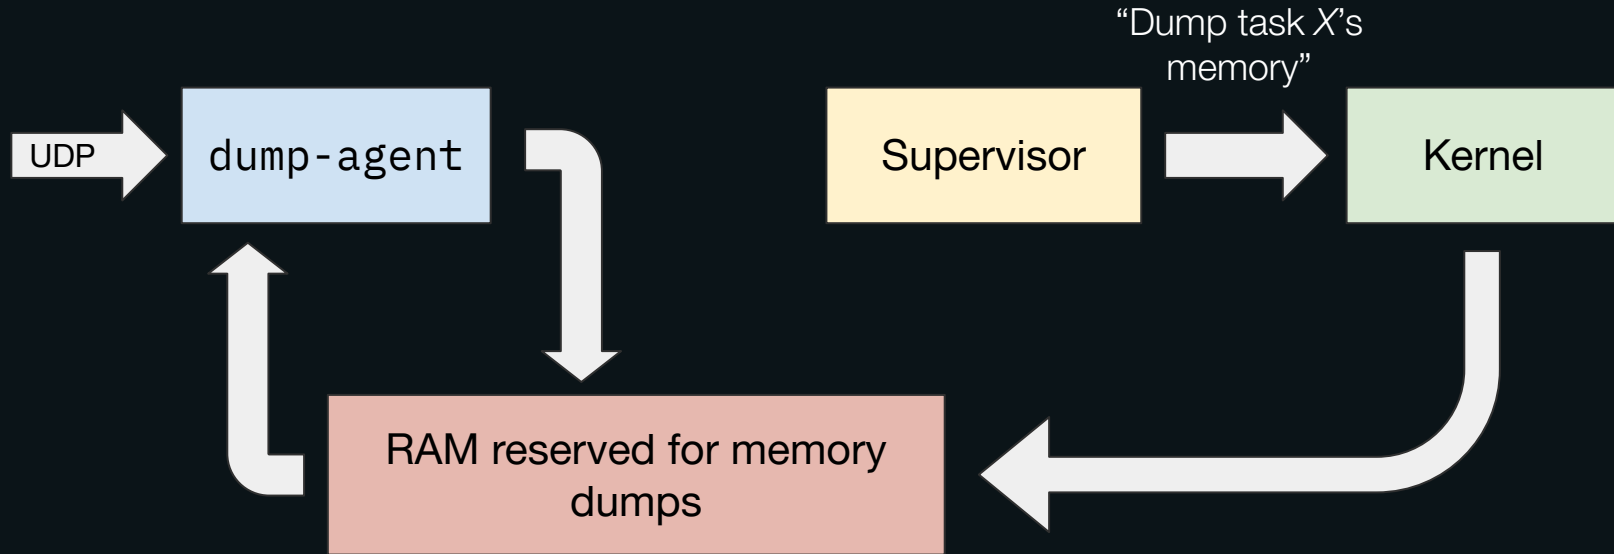 “Dump task X’s
memory”
UDP
dump-agent
Supervisor
Kernel
RAM reserved for memory
dumps